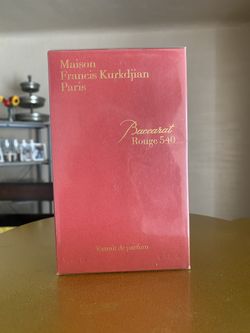 Maison
Francis Kurkdjian
Paris
Baccarat
Rouge 540
Extrait de parfum